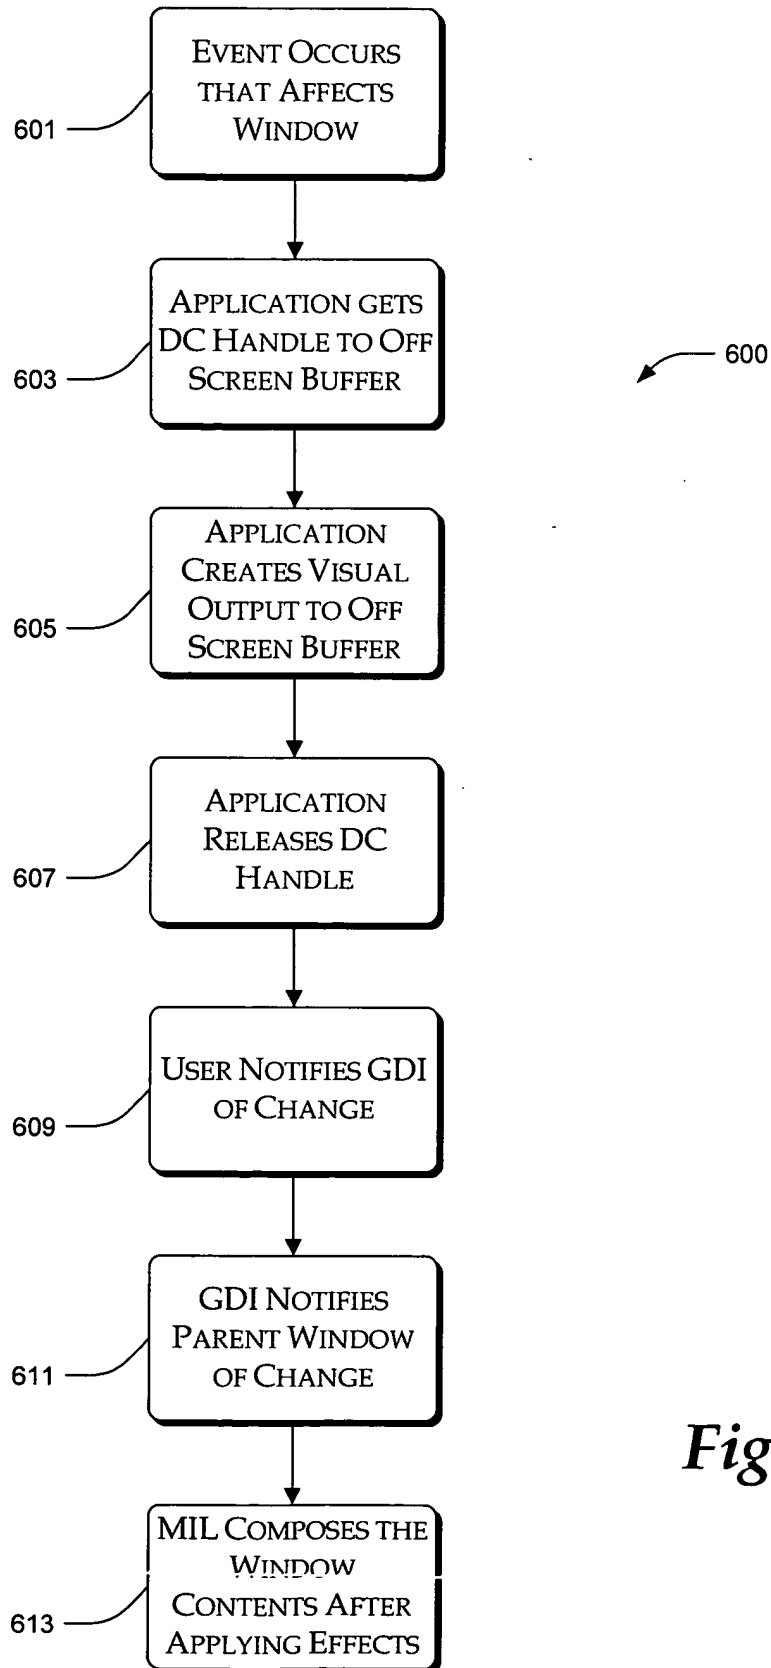 EVENT OCCURS
THAT AFFECTS
WINDOW
601
APPLICATION GETS
DC HANDLE TO OFF
SCREEN BUFFER
603
600
APPLICATION
CREATES VISUAL
OUTPUT TO OFF
SCREEN BUFFER
605
APPLICATION
RELEASES DC
HANDLE
607
USER NOTIFIES GDI
OF CHANGE
609
GDI NOTIFIES
PARENT WINDOW
OF CHANGE
611
Fig
MIL COMPOSES THE
WINDOW
CONTENTS AFTER
APPLYING EFFECTS
613